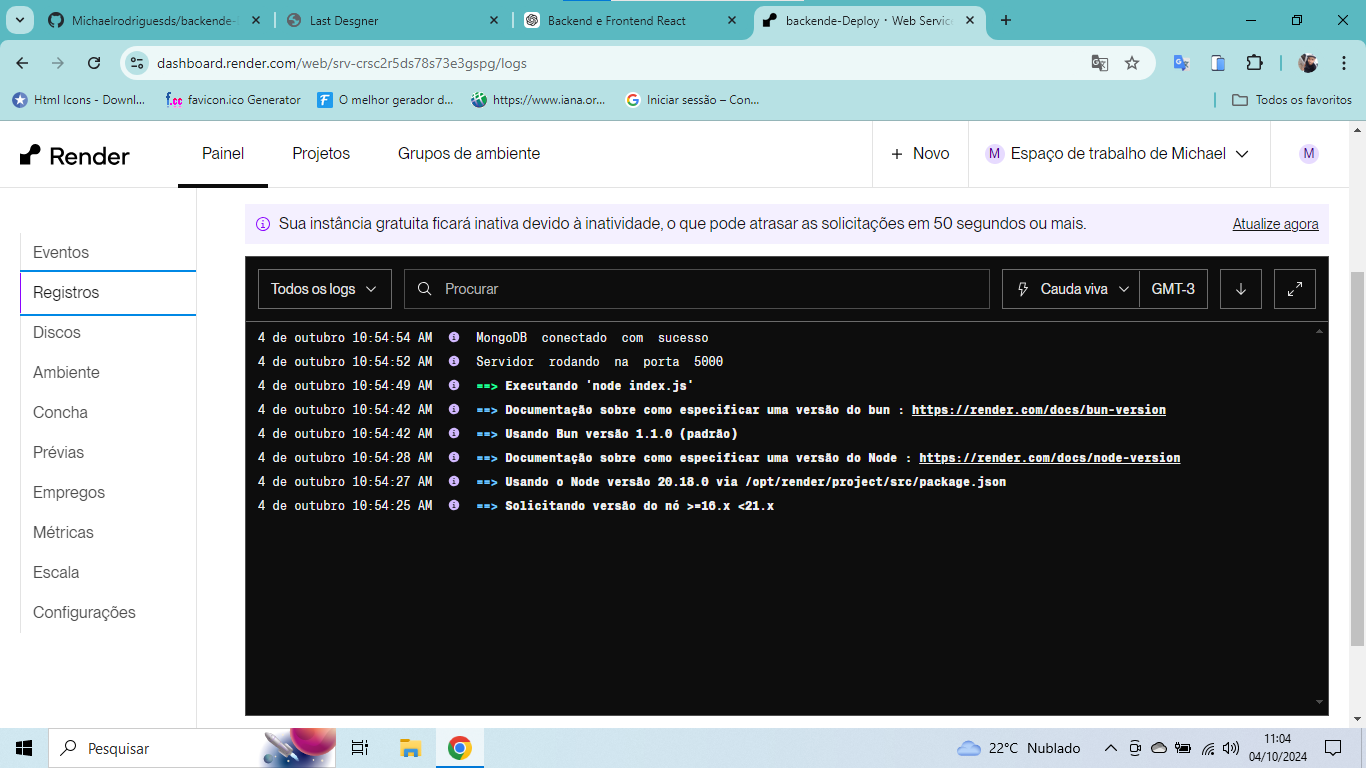 Michaelrodriguesds/backende-
Last Desgner
Backend e Frontend React
backende-Deploy · Web Service
dashboard.render.com/web/srv-crsc2r5ds78s73e3gspg/logs
Html Icons - Downl...
f.cc favicon.ico Generator
F O melhor gerador d...
https://www.iana.or...
G Iniciar sessão – Con...
Todos os favoritos
Render
Painel
Projetos
Grupos de ambiente
+ Novo
M Espaço de trabalho de Michael
M
Sua instância gratuita ficará inativa devido à inatividade, o que pode atrasar as solicitações em 50 segundos ou mais.
Atualize agora
Eventos
Registros
Discos
Ambiente
Concha
Prévias
Empregos
Métricas
Escala
Configurações
Todos os logs
Procurar
Cauda viva
GMT-3
4 de outubro 10:54:54 AM MongoDB conectado com sucesso
4 de outubro 10:54:52 AM Servidor rodando na porta 5000
4 de outubro 10:54:49 AM ==> Executando 'node index.js'
4 de outubro 10:54:42 AM ==> Documentação sobre como especificar uma versão do bun : https://render.com/docs/bun-version
4 de outubro 10:54:42 AM ==> Usando Bun versão 1.1.0 (padrão)
4 de outubro 10:54:28 AM ==> Documentação sobre como especificar uma versão do Node : https://render.com/docs/node-version
4 de outubro 10:54:27 AM ==> Usando o Node versão 20.18.0 via /opt/render/project/src/package.json
4 de outubro 10:54:25 AM ==> Solicitando versão do nó >=16.x <21.x
Pesquisar
22°C Nublado
11:04
04/10/2024